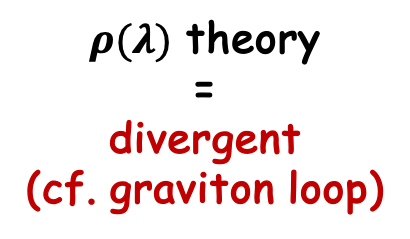 ρ(λ) theory
=
divergent
(cf. graviton loop)